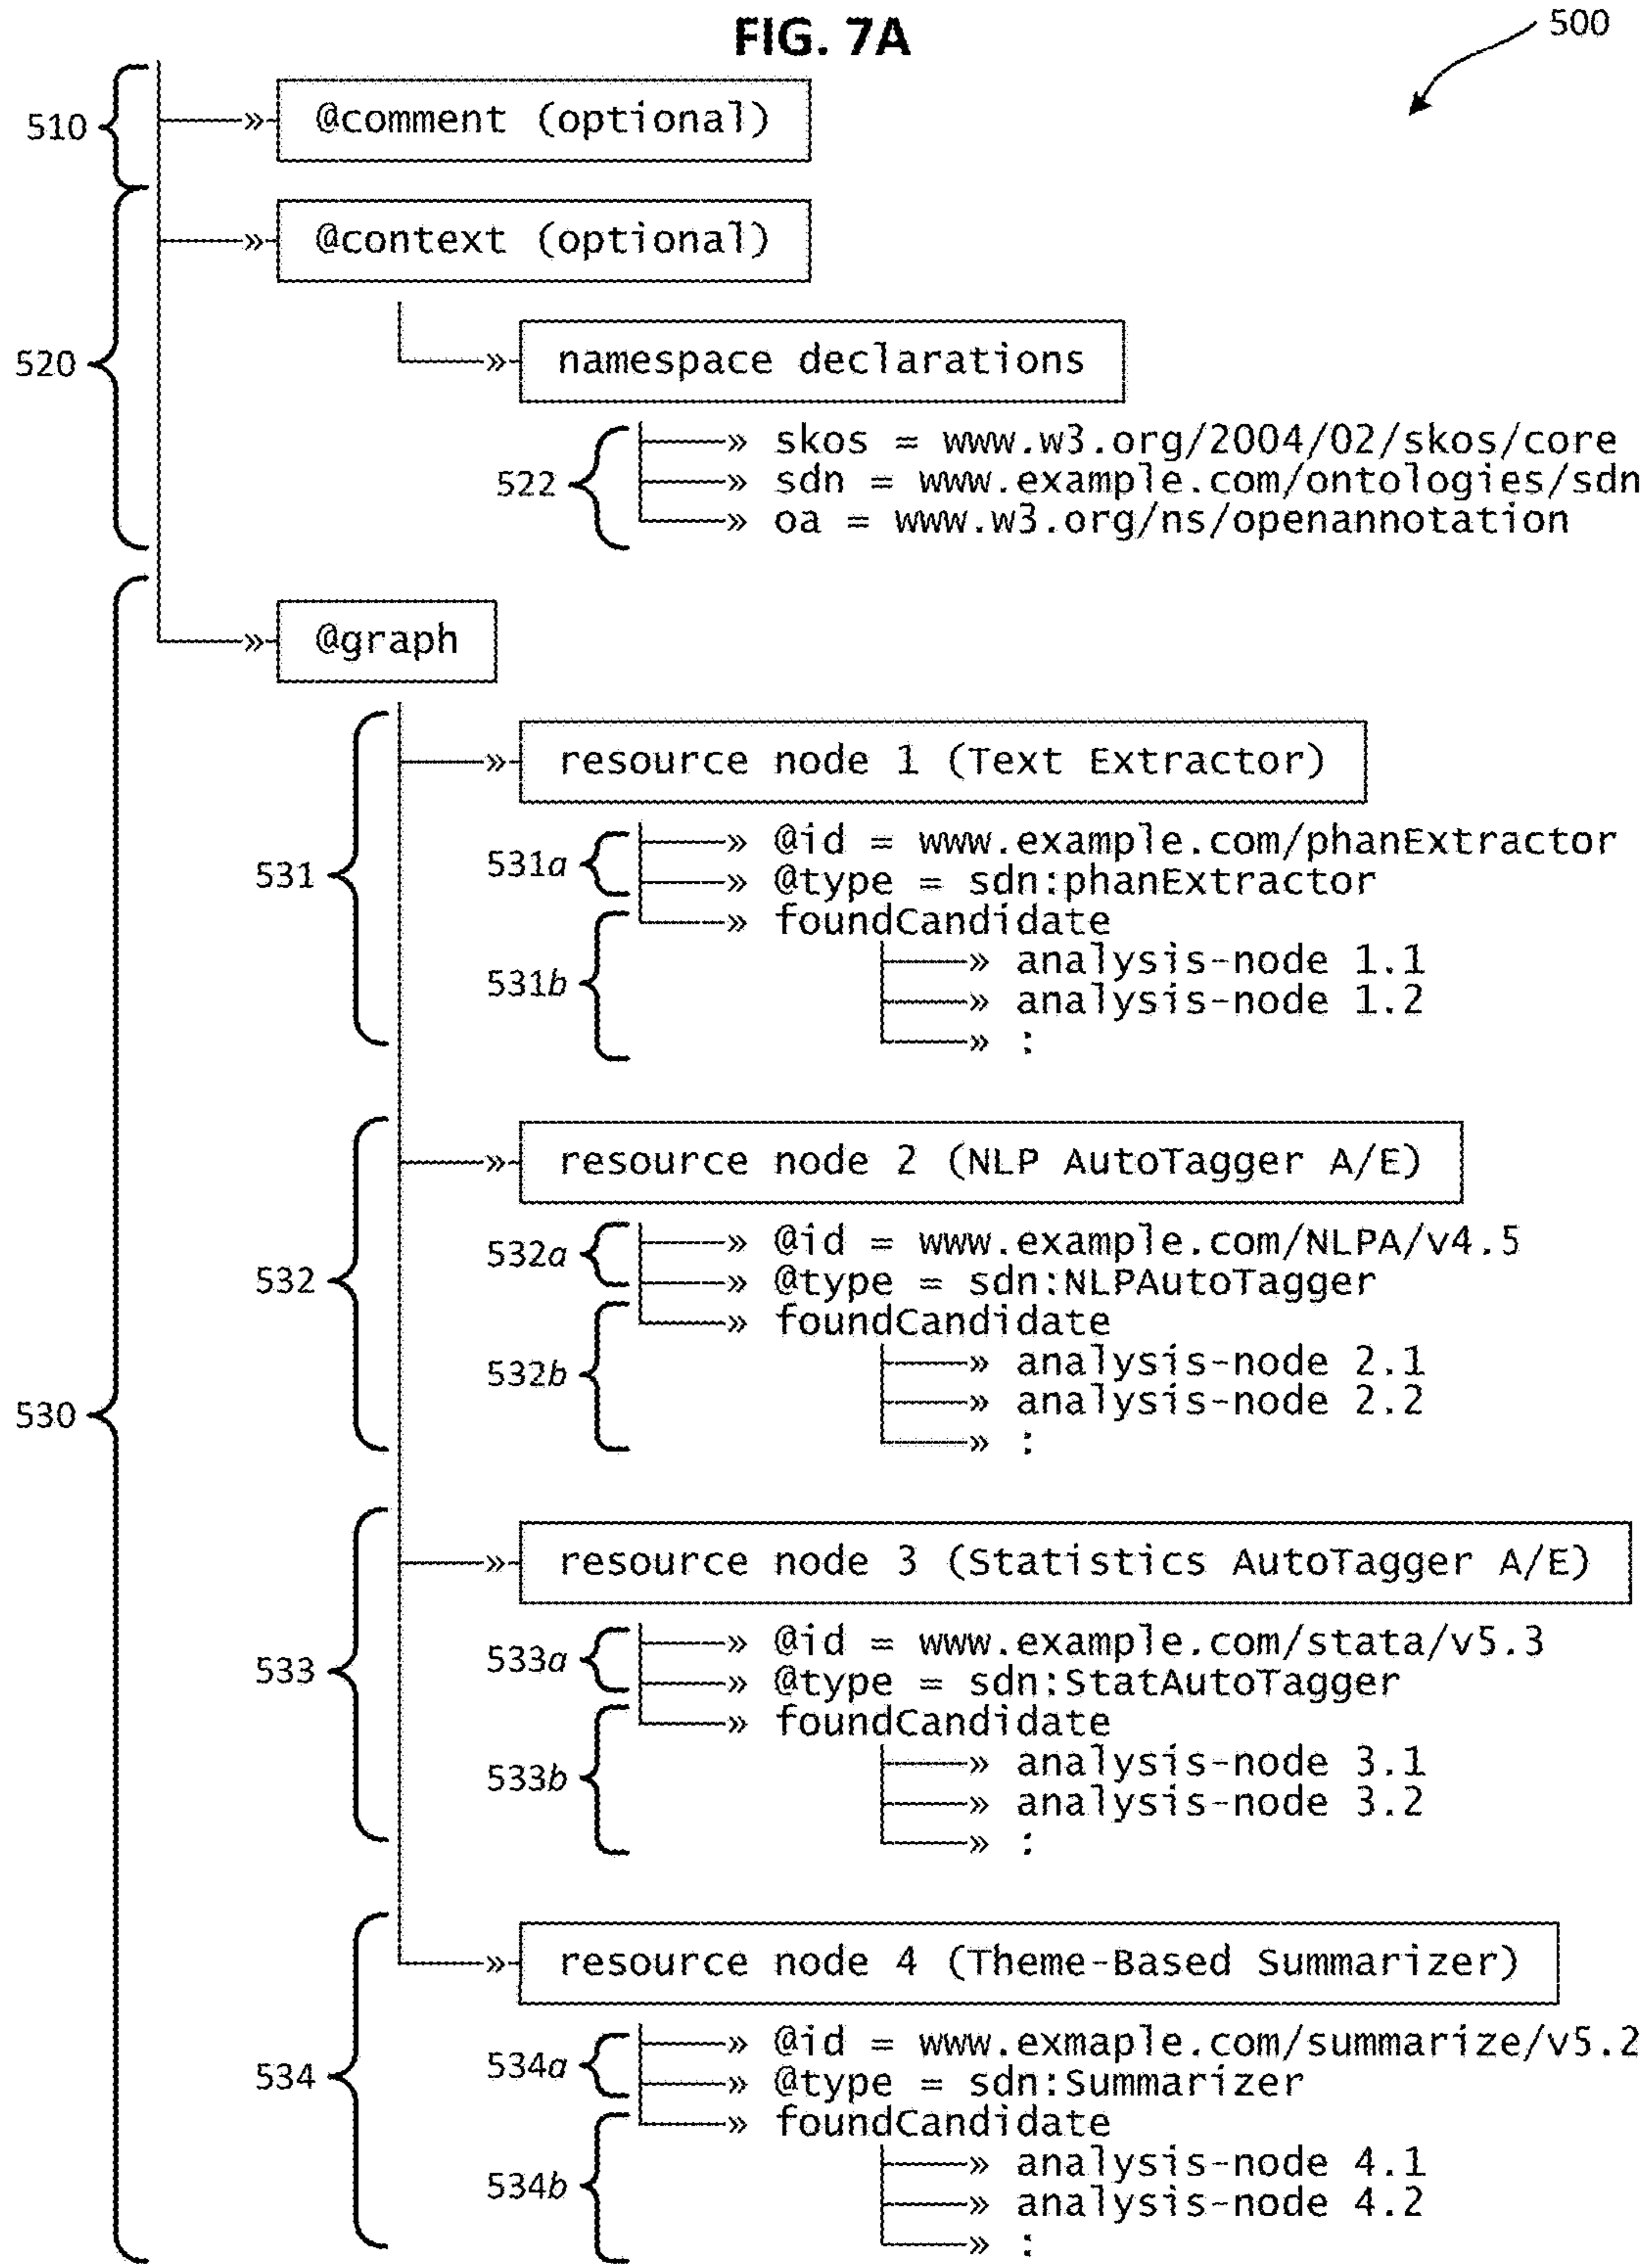 FIG. 7A
500
510
@comment (optional)
@context (optional)
520
namespace declarations
522
skos = www.w3.org/2004/02/skos/core
sdn = www.example.com/ontologies/sdn
oa = www.w3.org/ns/openannotation
@graph
530
531
resource node 1 (Text Extractor)
531a
@id = www.example.com/phanExtractor
@type = sdn:phanExtractor
531b
foundCandidate
analysis-node 1.1
analysis-node 1.2
:
532
resource node 2 (NLP AutoTagger A/E)
532a
@id = www.example.com/NLPA/v4.5
@type = sdn:NLPAutoTagger
532b
foundCandidate
analysis-node 2.1
analysis-node 2.2
:
533
resource node 3 (Statistics AutoTagger A/E)
533a
@id = www.example.com/stata/v5.3
@type = sdn:StatAutoTagger
533b
foundCandidate
analysis-node 3.1
analysis-node 3.2
:
534
resource node 4 (Theme-Based Summarizer)
534a
@id = www.exmaple.com/summarize/v5.2
@type = sdn:Summarizer
534b
foundCandidate
analysis-node 4.1
analysis-node 4.2
: